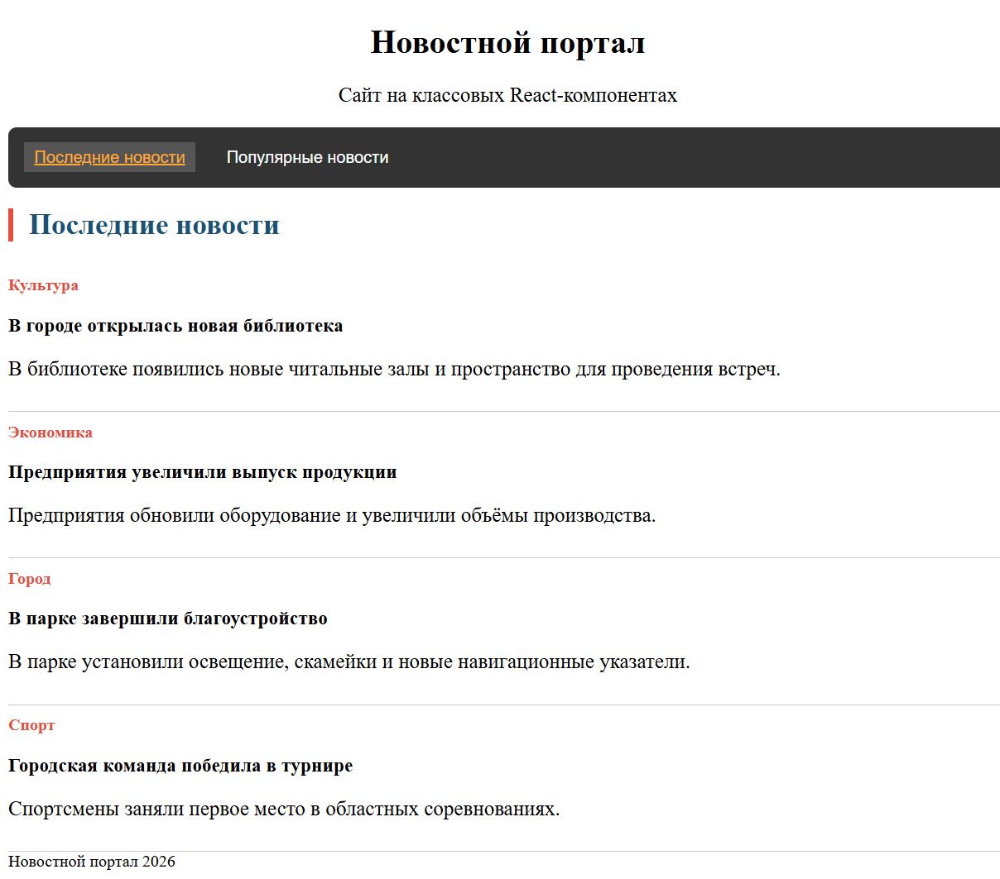 Новостной портал
Сайт на классовых React-компонентах
Последние новости Популярные новости
Последние новости
Культура
В городе открылась новая библиотека
В библиотеке появились новые читальные залы и пространство для проведения встреч.
Экономика
Предприятия увеличили выпуск продукции
Предприятия обновили оборудование и увеличили объёмы производства.
Город
В парке завершили благоустройство
В парке установили освещение, скамейки и новые навигационные указатели.
Спорт
Городская команда победила в турнире
Спортсмены заняли первое место в областных соревнованиях.
Новостной портал 2026